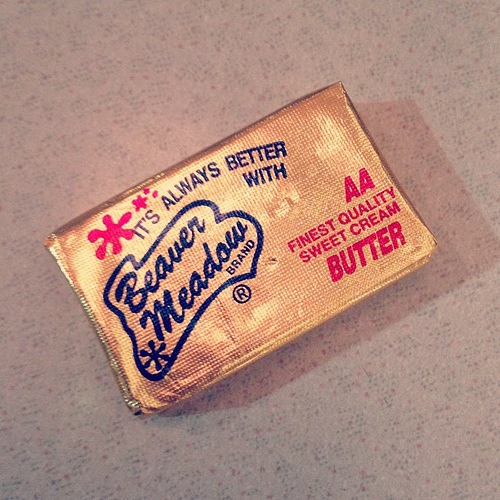 IT'S ALWAYS BETTER
WITH
Beaver
Meadow
BRAND
®
AA
FINEST QUALITY
SWEET CREAM
BUTTER